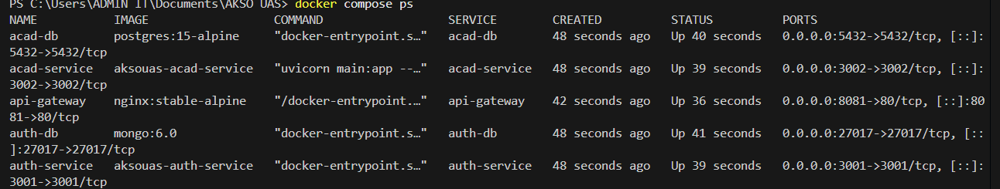 PS C:\Users\ADMIN IT\Documents\AKSO UAS> docker compose ps
NAME IMAGE COMMAND SERVICE CREATED STATUS PORTS
acad-db postgres:15-alpine "docker-entrypoint.s…" acad-db 48 seconds ago Up 40 seconds 0.0.0.0:5432->5432/tcp, [::]:
5432->5432/tcp
acad-service aksouas-acad-service "uvicorn main:app --…" acad-service 48 seconds ago Up 39 seconds 0.0.0.0:3002->3002/tcp, [::]:
3002->3002/tcp
api-gateway nginx:stable-alpine "/docker-entrypoint.…" api-gateway 42 seconds ago Up 36 seconds 0.0.0.0:8081->80/tcp, [::]:80
81->80/tcp
auth-db mongo:6.0 "docker-entrypoint.s…" auth-db 48 seconds ago Up 41 seconds 0.0.0.0:27017->27017/tcp, [::
]:27017->27017/tcp
auth-service aksouas-auth-service "docker-entrypoint.s…" auth-service 48 seconds ago Up 39 seconds 0.0.0.0:3001->3001/tcp, [::]:
3001->3001/tcp